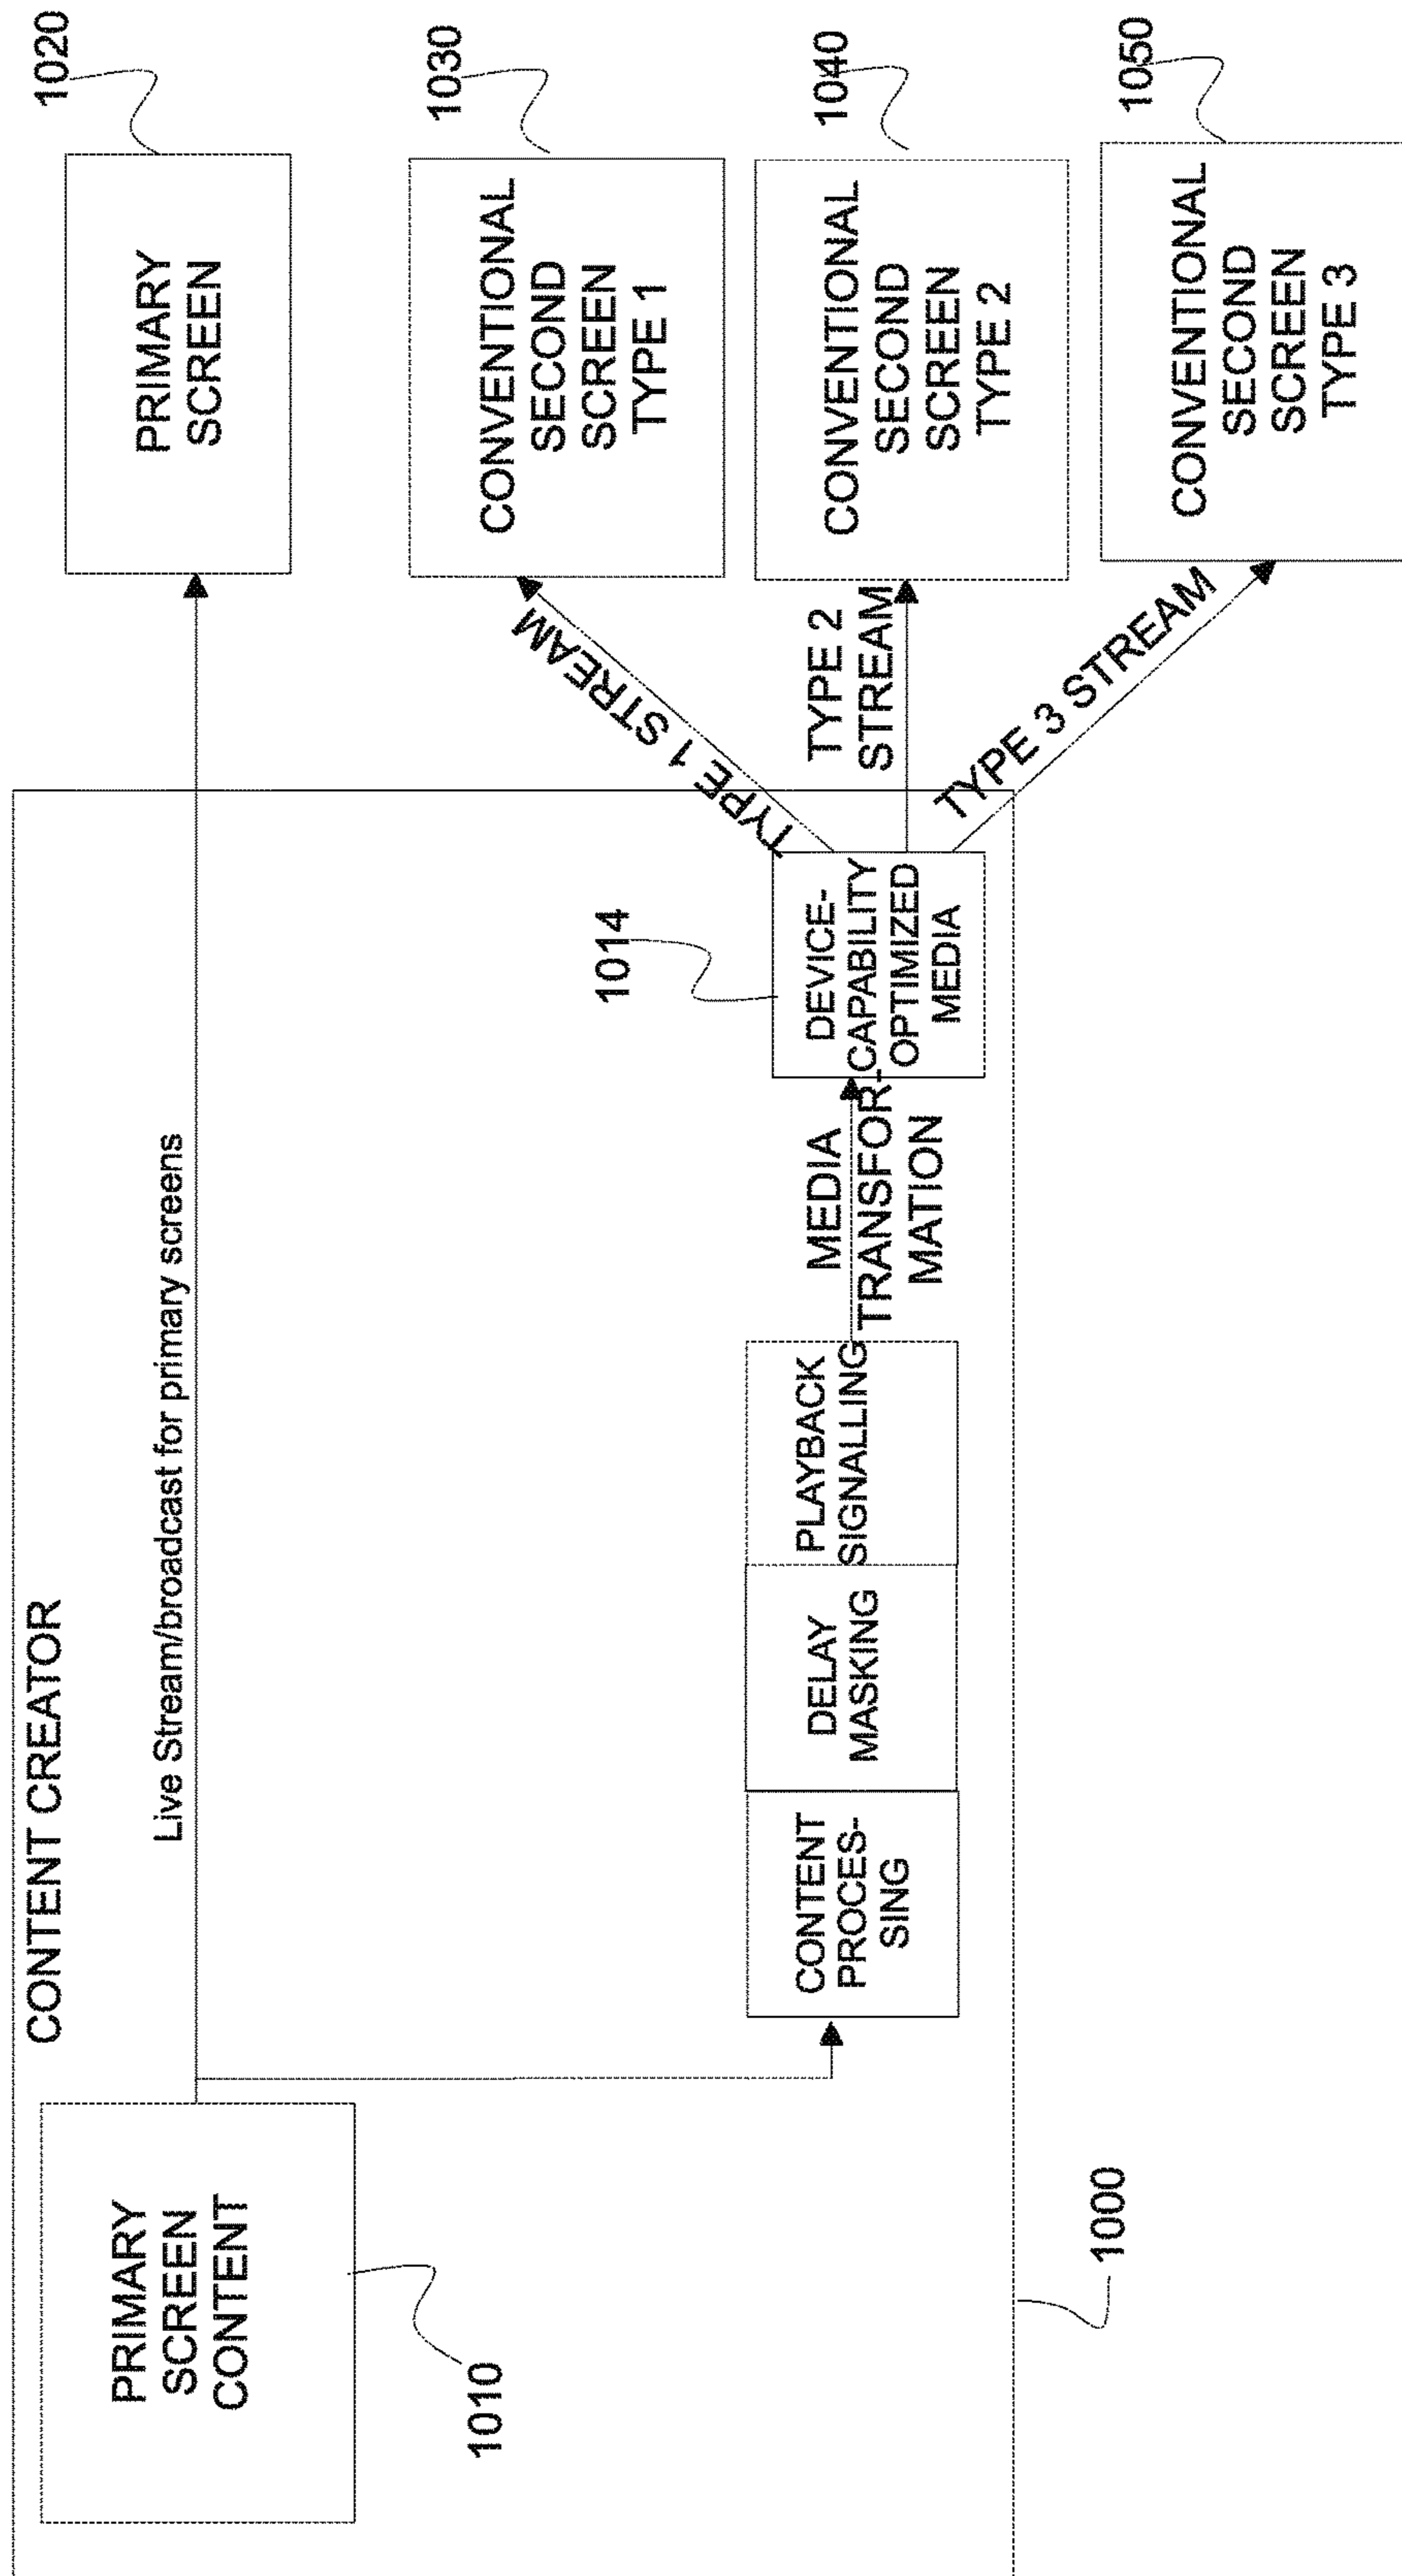 CONTENT CREATOR
PRIMARY
SCREEN
CONTENT
1010
Live Stream/broadcast for primary screens
PRIMARY
SCREEN
1020
CONTENT
PROCES-
SING
DELAY
MASKING
PLAYBACK
SIGNALLING
MEDIA
TRANSFOR-
MATION
DEVICE-
CAPABILITY
OPTIMIZED
MEDIA
1014
TYPE 1 STREAM
TYPE 2
STREAM
TYPE 3 STREAM
CONVENTIONAL
SECOND
SCREEN
TYPE 1
1030
CONVENTIONAL
SECOND
SCREEN
TYPE 2
1040
CONVENTIONAL
SECOND
SCREEN
TYPE 3
1050
1000